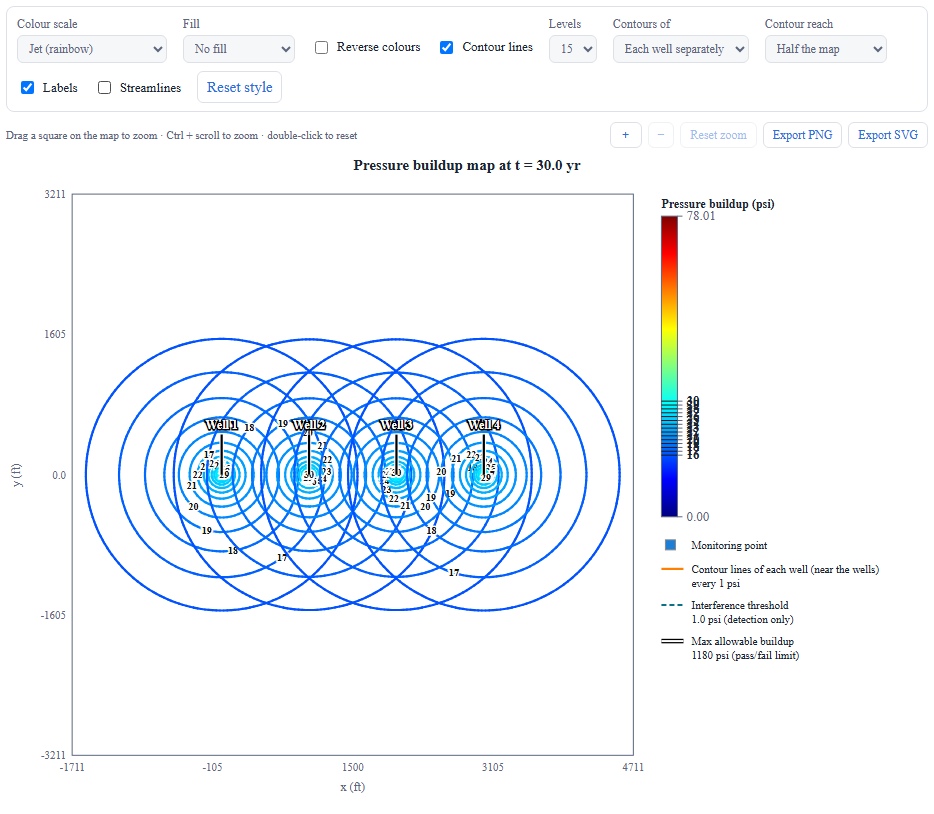 Colour scale
Fill
Levels
Contours of
Contour reach
Jet (rainbow)
No fill
Reverse colours
Contour lines
15
Each well separately
Half the map
Labels
Streamlines
Reset style
Drag a square on the map to zoom · Ctrl + scroll to zoom · double-click to reset
+
−
Reset zoom
Export PNG
Export SVG
Pressure buildup map at t = 30.0 yr
3211
1605
0.0
-1605
-3211
y (ft)
-1711
-105
1500
3105
4711
x (ft)
Well 1
Well 2
Well 3
Well 4
18
19
17
22
21
20
19
18
17
29
21
22
23
30
30
23
22
21
20
19
18
20
19
21
22
29
17
Pressure buildup (psi)
78.01
30
16
0.00
Monitoring point
Contour lines of each well (near the wells)
every 1 psi
Interference threshold
1.0 psi (detection only)
Max allowable buildup
1180 psi (pass/fail limit)